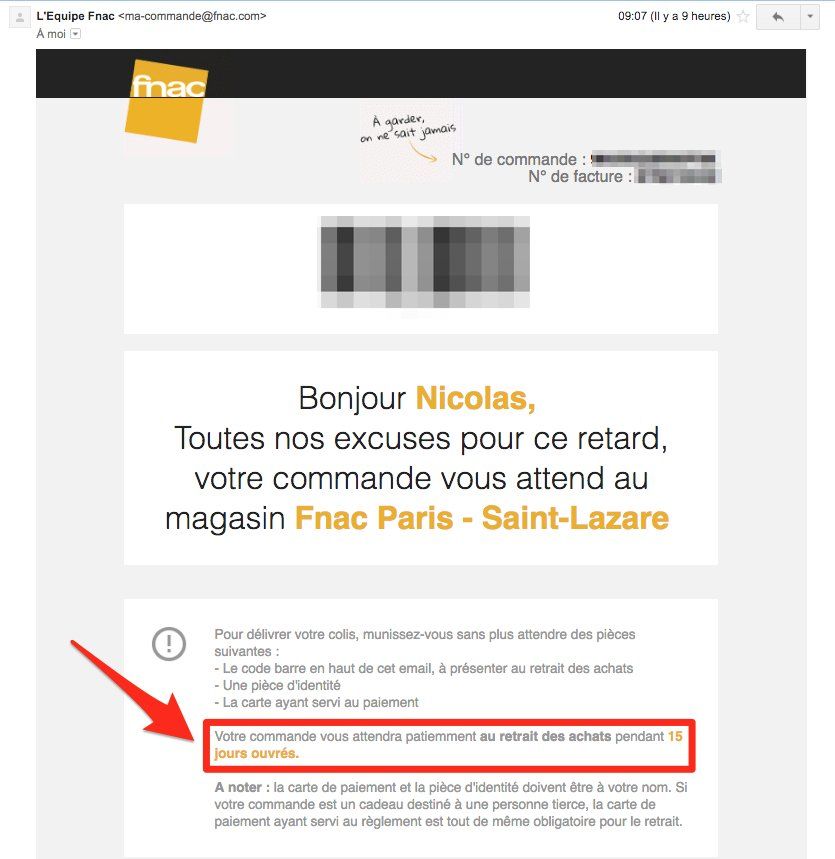 L'Equipe Fnac <ma-commande@fnac.com>
09:07 (Il y a 9 heures)
À moi
fnac
À garder,
on ne sait jamais
N° de commande :
N° de facture :
Bonjour Nicolas,
Toutes nos excuses pour ce retard,
votre commande vous attend au
magasin Fnac Paris - Saint-Lazare
Pour délivrer votre colis, munissez-vous sans plus attendre des pièces
suivantes :
- Le code barre en haut de cet email, à présenter au retrait des achats
- Une pièce d'identité
- La carte ayant servi au paiement
Votre commande vous attendra patiemment au retrait des achats pendant 15
jours ouvrés.
A noter : la carte de paiement et la pièce d'identité doivent être à votre nom. Si
votre commande est un cadeau destiné à une personne tierce, la carte de
paiement ayant servi au règlement est tout de même obligatoire pour le retrait.